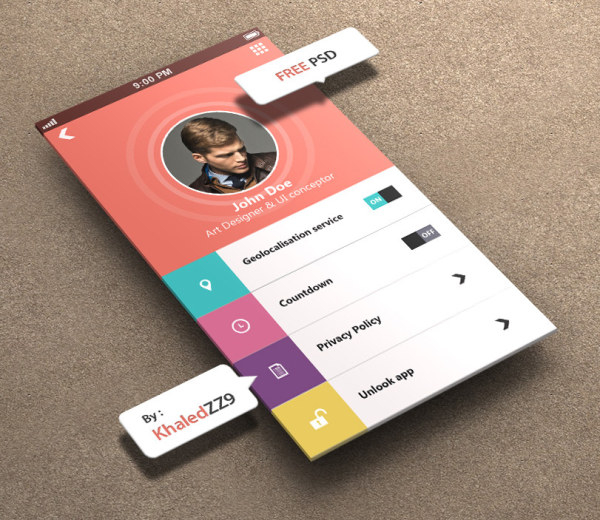 9:00 PM
FREE PSD
John Doe
Art Designer & UI conceptor
Geolocalisation service
ON
Countdown
OFF
Privacy Policy
Unlook app
By :
KhaledZZ9